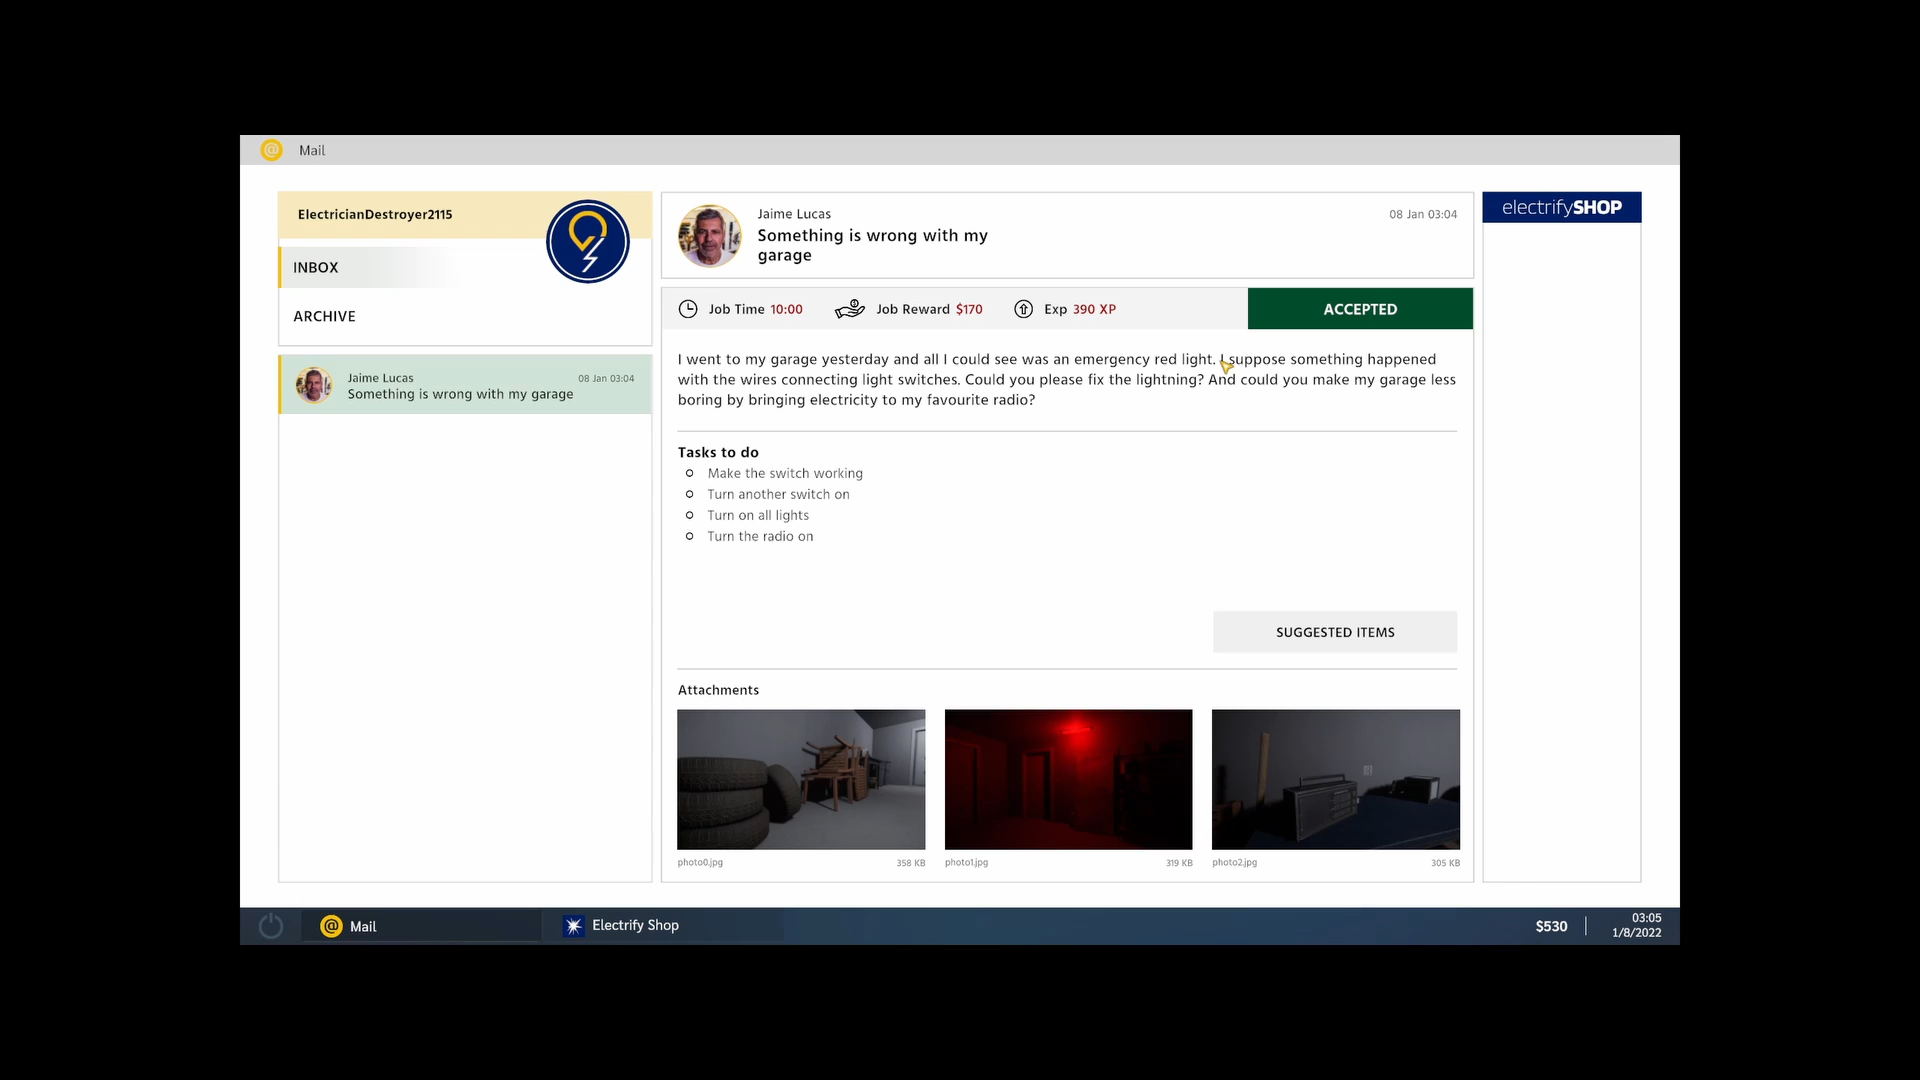 Mail
ElectricianDestroyer2115
INBOX
ARCHIVE
Jaime Lucas
08 Jan 03:04
Something is wrong with my garage
Jaime Lucas
08 Jan 03:04
Something is wrong with my
garage
Job Time 10:00
Job Reward $170
Exp 390 XP
ACCEPTED
I went to my garage yesterday and all I could see was an emergency red light. I suppose something happened
with the wires connecting light switches. Could you please fix the lightning? And could you make my garage less
boring by bringing electricity to my favourite radio?
Tasks to do
Make the switch working
Turn another switch on
Turn on all lights
Turn the radio on
SUGGESTED ITEMS
Attachments
photo0.jpg 358 KB
photo1.jpg 319 KB
photo2.jpg 305 KB
electrifySHOP
Mail
Electrify Shop
$530
03:05
1/8/2022